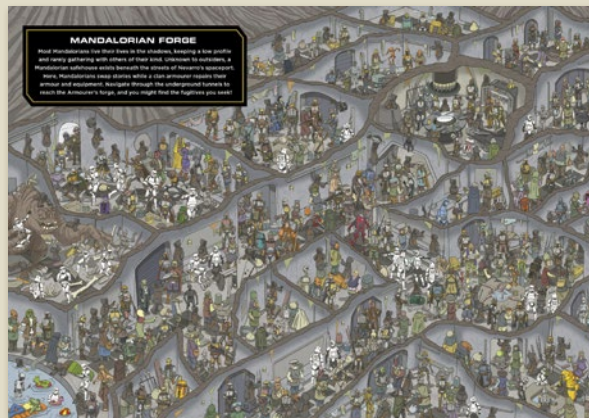 MANDALORIAN FORGE
Most Mandalorians live their lives in the shadows, keeping a low profile
and rarely gathering with others of their kind. Unknown to outsiders, a
Mandalorian safehouse exists beneath the streets of Navarro's spaceport.
Here, Mandalorians swap stories while a clan armourer repairs their
armour and equipment. Navigate through the underground tunnels to
reach the Armourer's forge, and you might find the fugitives you seek!